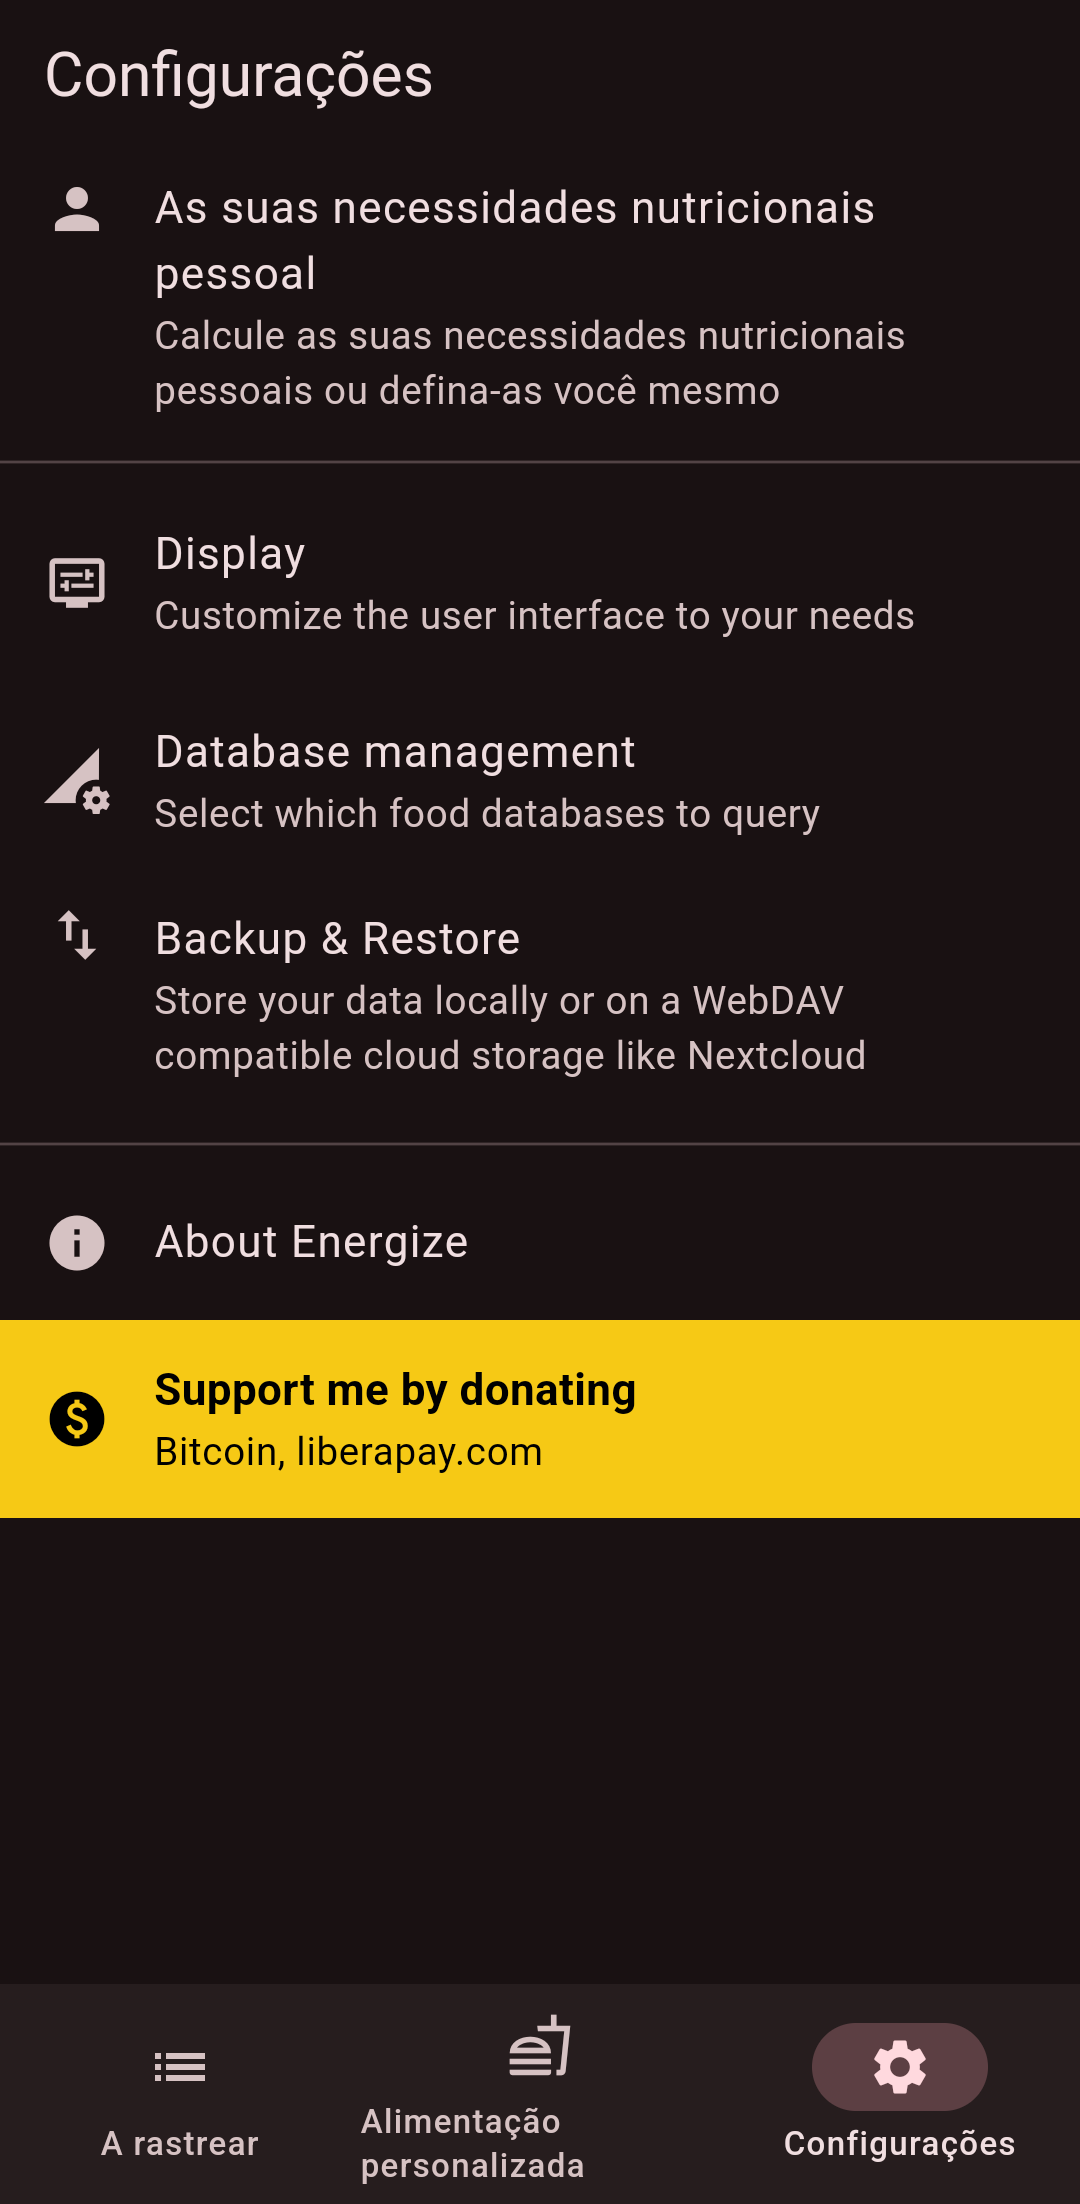 Configurações
As suas necessidades nutricionais
pessoal
Calcule as suas necessidades nutricionais
pessoais ou defina-as você mesmo
Display
Customize the user interface to your needs
Database management
Select which food databases to query
Backup & Restore
Store your data locally or on a WebDAV
compatible cloud storage like Nextcloud
About Energize
Support me by donating
Bitcoin, liberapay.com
A rastrear
Alimentação
personalizada
Configurações